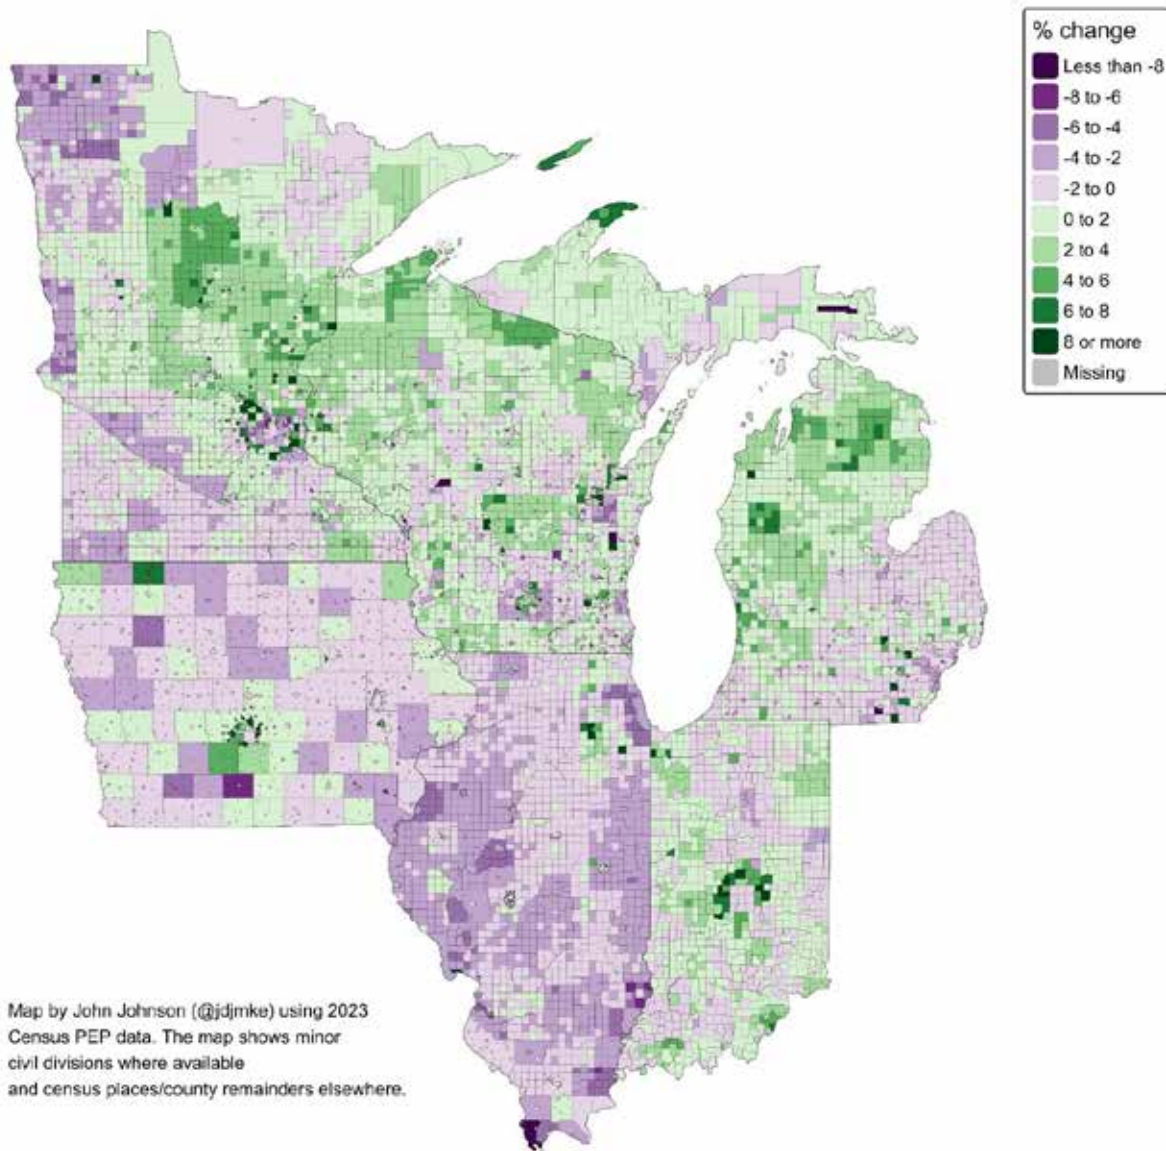 % change
Less than -8
-8 to -6
-6 to -4
-4 to -2
-2 to 0
0 to 2
2 to 4
4 to 6
6 to 8
8 or more
Missing
Map by John Johnson (@jdjmke) using 2023
Census PEP data. The map shows minor
civil divisions where available
and census places/county remainders elsewhere.